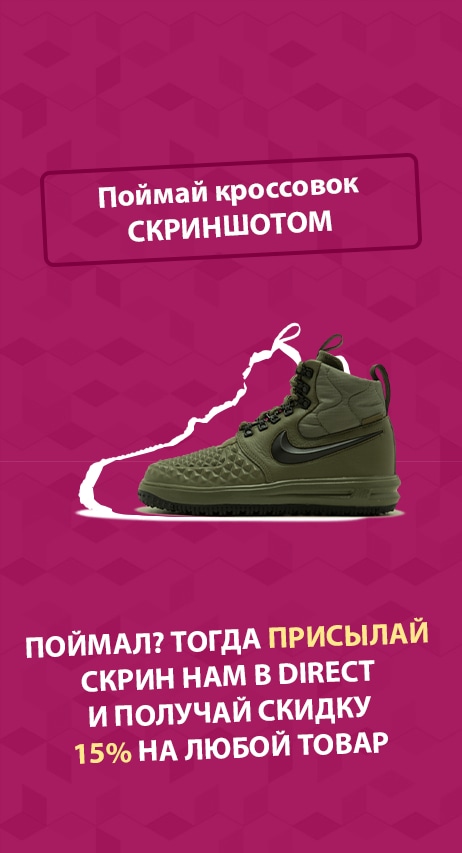 Поймай кроссовок
СКРИНШОТОМ
ПОЙМАЛ? ТОГДА ПРИСЫЛАЙ
СКРИН НАМ В DIRECT
И ПОЛУЧАЙ СКИДКУ
15% НА ЛЮБОЙ ТОВАР